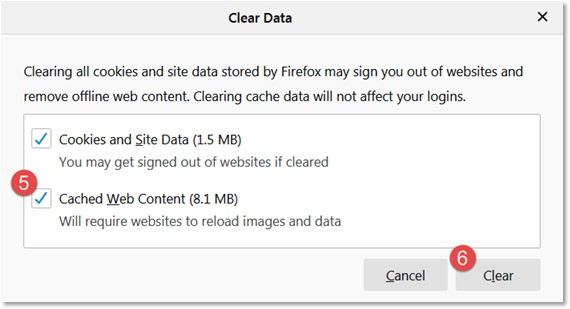 Clear Data
Clearing all cookies and site data stored by Firefox may sign you out of websites and
remove offline web content. Clearing cache data will not affect your logins.
Cookies and Site Data (1.5 MB)
You may get signed out of websites if cleared
5
Cached Web Content (8.1 MB)
Will require websites to reload images and data
6
Cancel
Clear